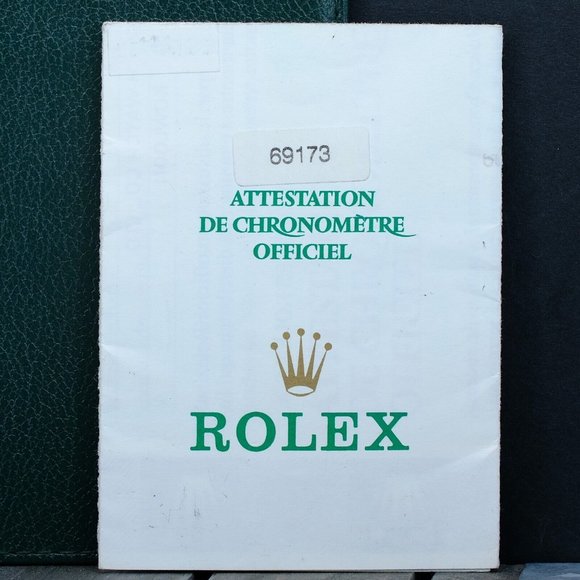 69173
ATTESTATION
DE CHRONOMÈTRE
OFFICIEL
ROLEX